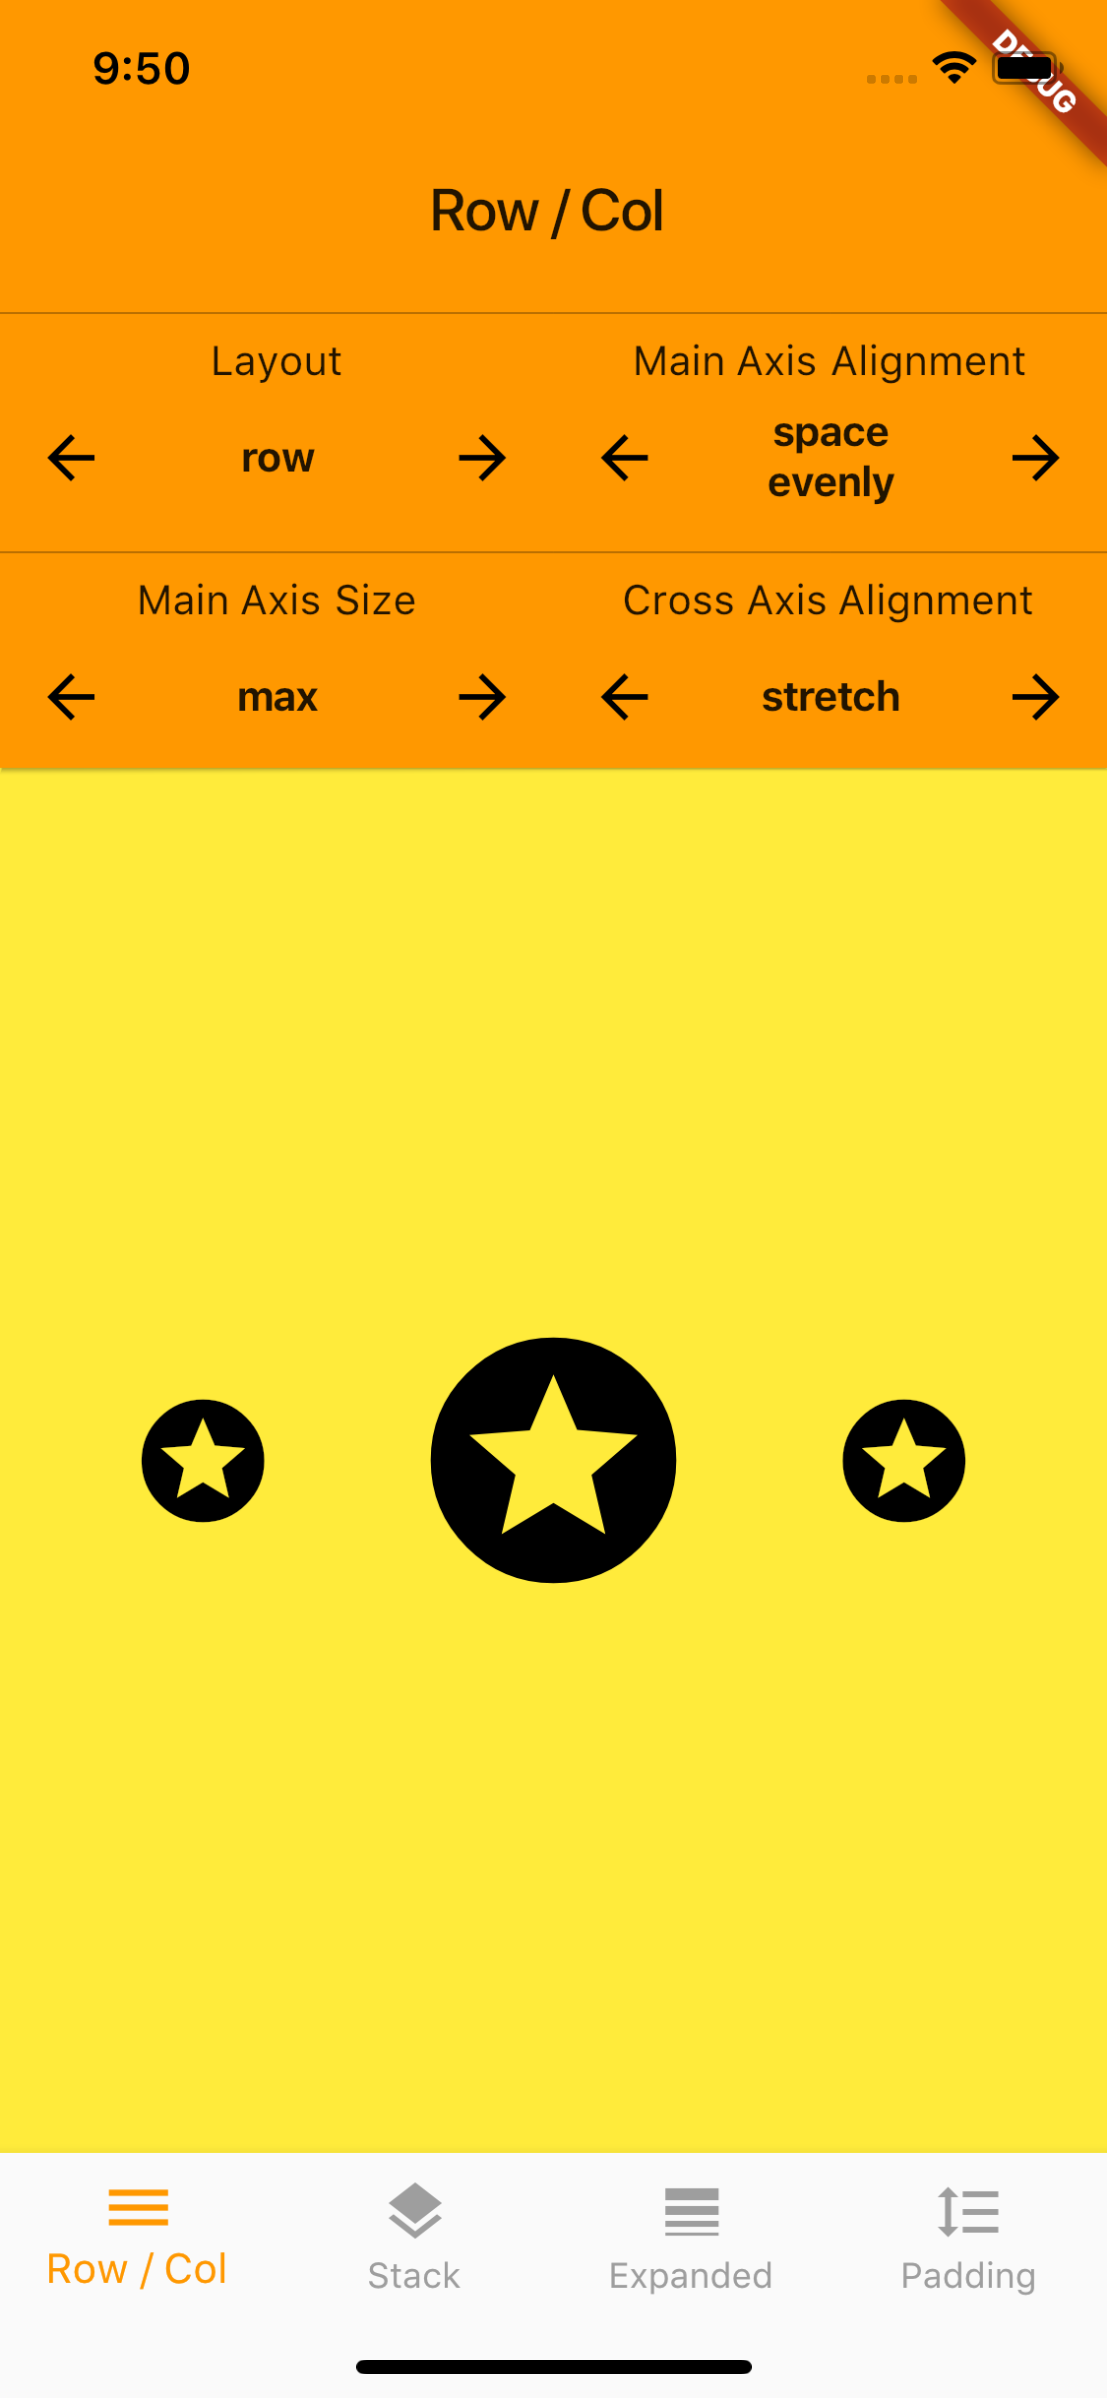 9:50
DEBUG
Row / Col
Layout
Main Axis Alignment
row
space
evenly
Main Axis Size
Cross Axis Alignment
max
stretch
Row / Col
Stack
Expanded
Padding